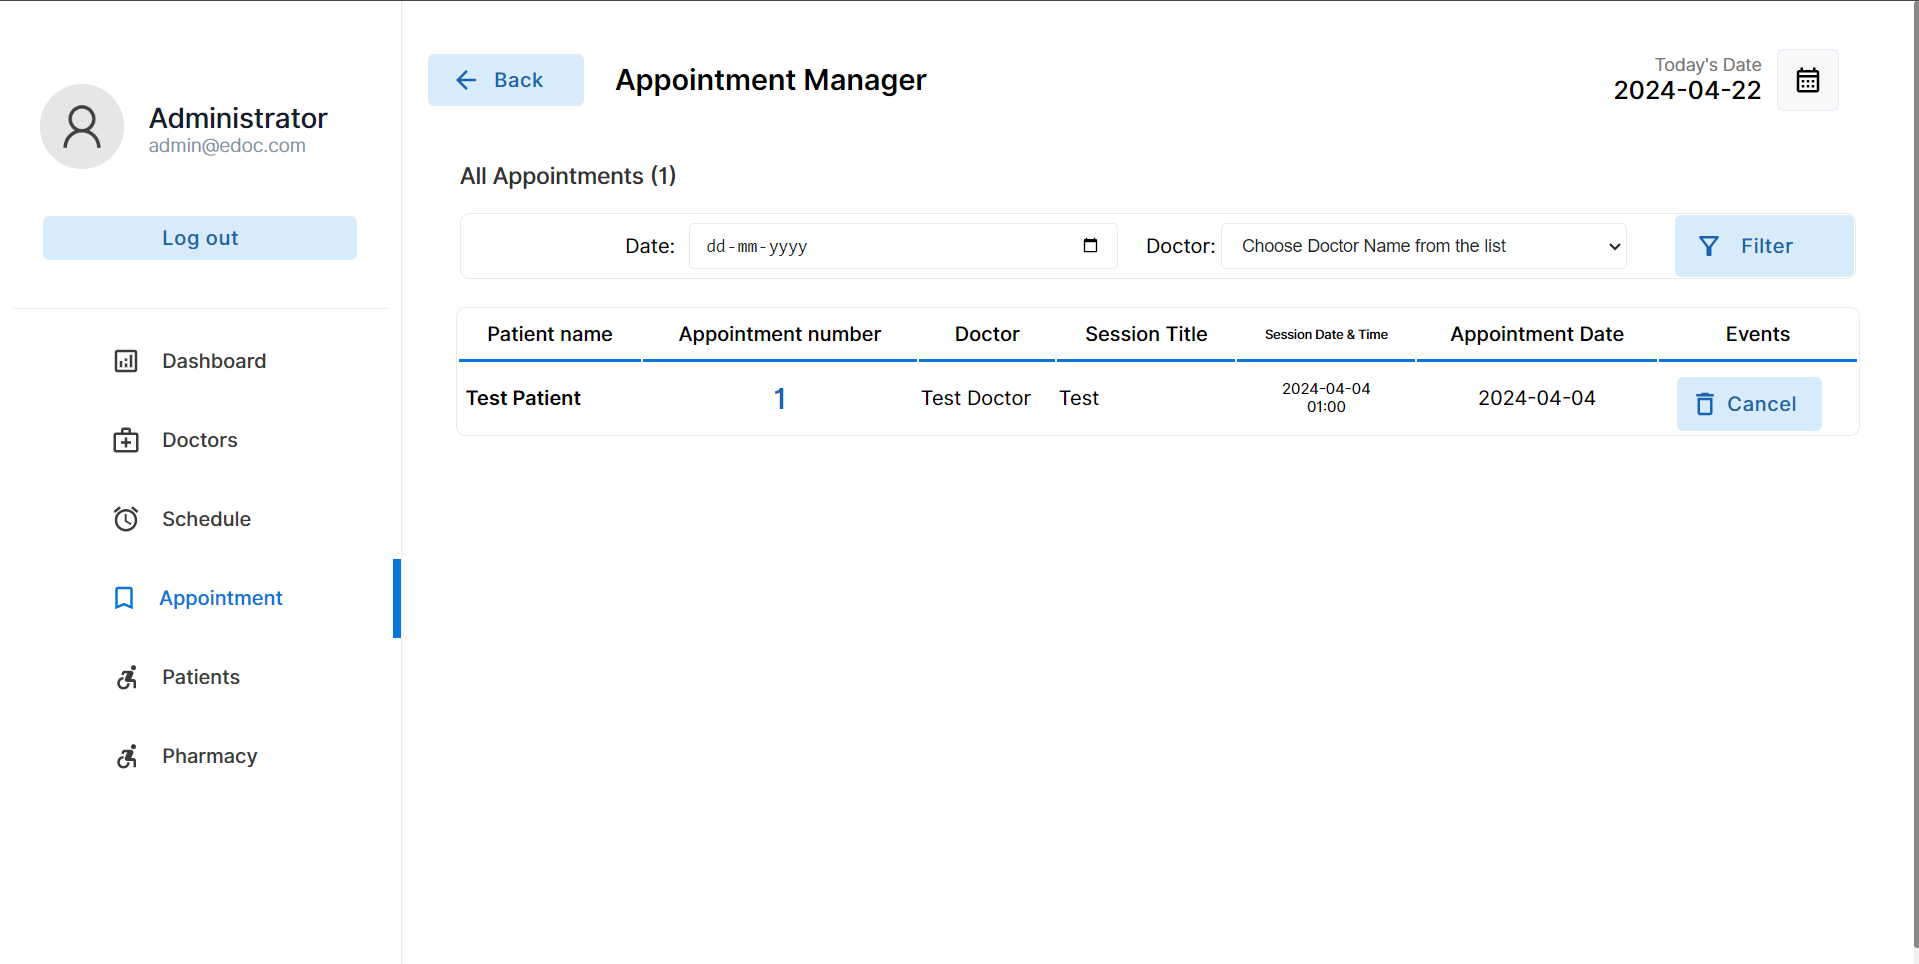 Administrator
admin@edoc.com
Log out
Dashboard
Doctors
Schedule
Appointment
Patients
Pharmacy
Back
Appointment Manager
Today's Date
2024-04-22
All Appointments (1)
Date: dd-mm-yyyy Doctor: Choose Doctor Name from the list Filter
Patient name Appointment number Doctor Session Title Session Date & Time Appointment Date Events
Test Patient 1 Test Doctor Test 2024-04-04 01:00 2024-04-04 Cancel